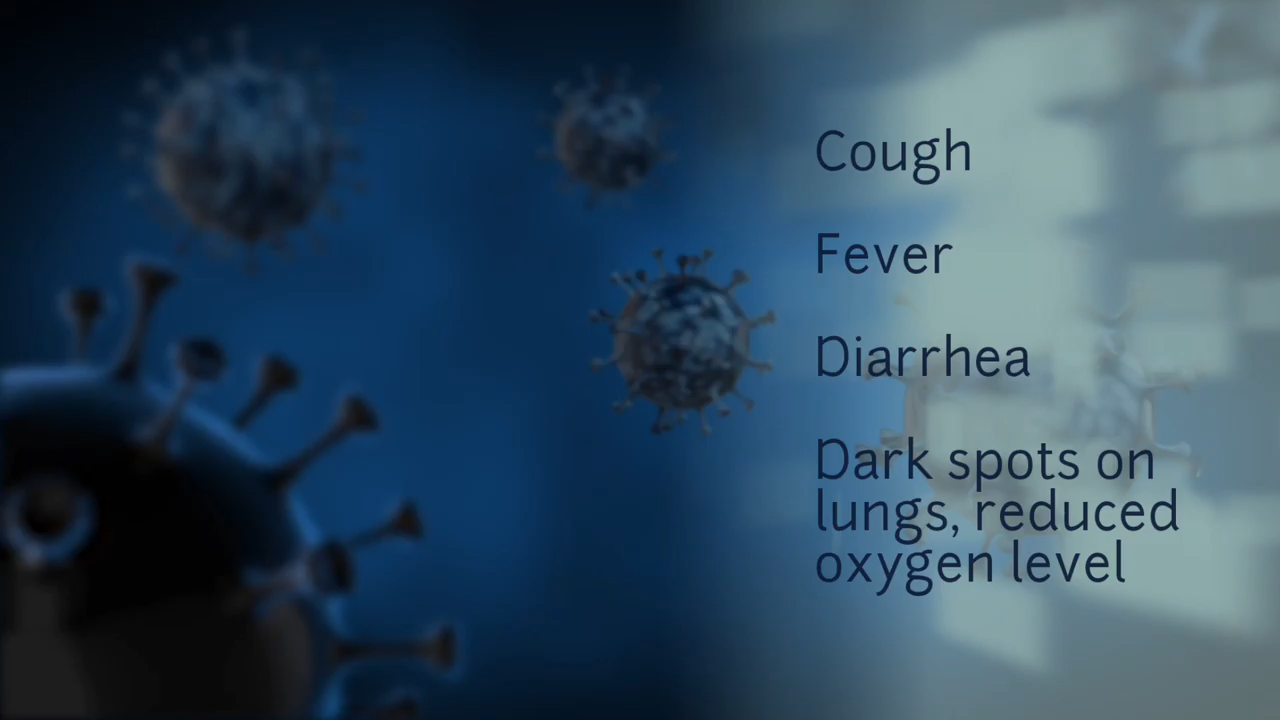 Cough
Fever
Diarrhea
Dark spots on
lungs, reduced
oxygen level